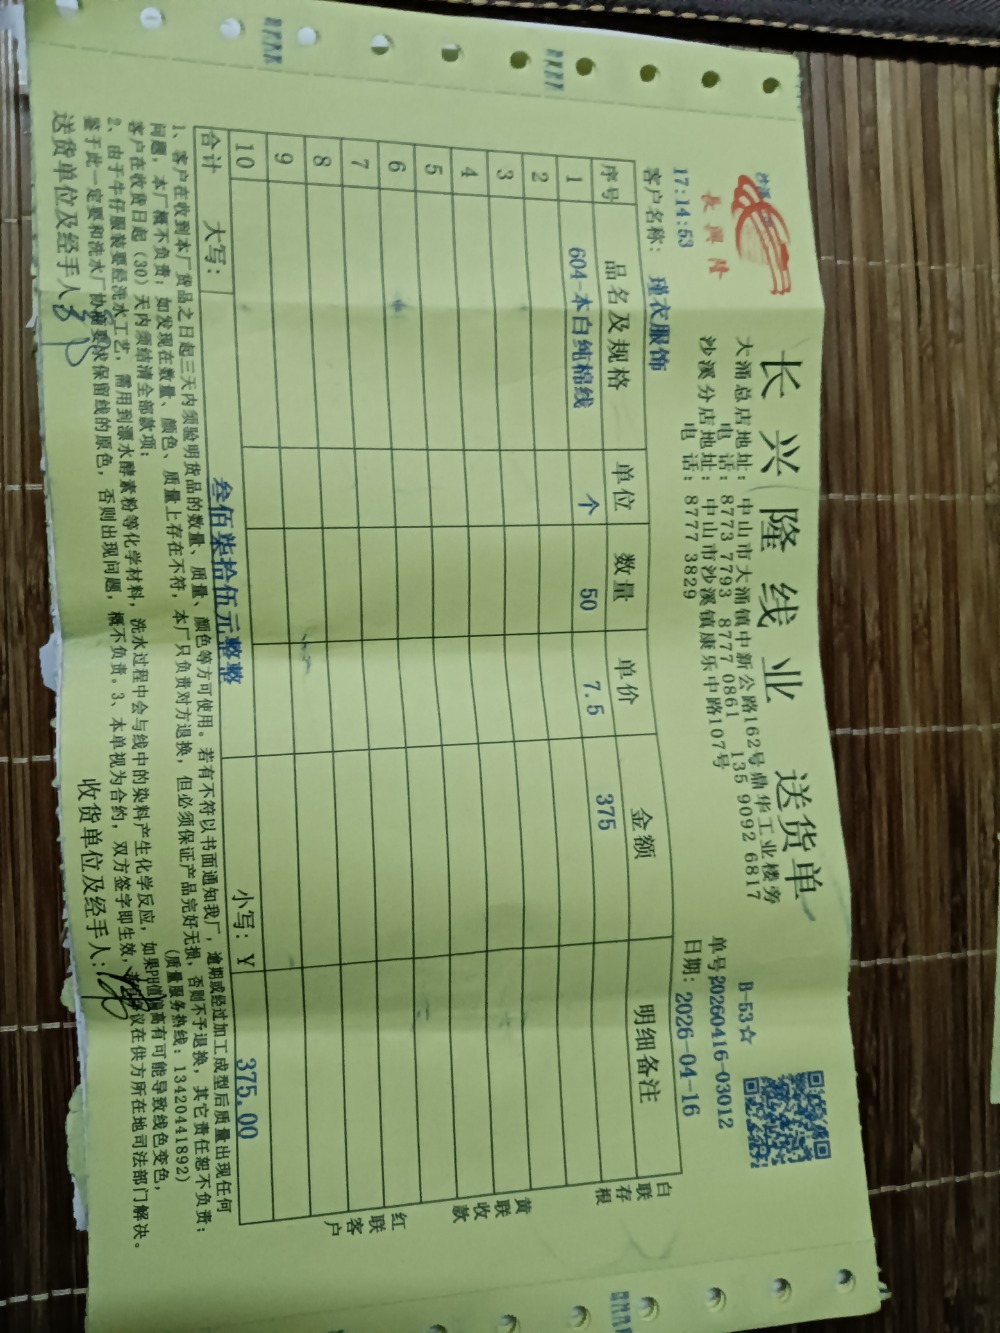 長興隆
长兴隆线业 送货单
大涌总店地址：中山市大涌镇中新公路162号鼎华工业楼旁
电话：8773 7793 8777 0861 135 9092 6817
沙溪分店地址：中山市沙溪镇康乐中路107号
电话：8777 3829
B-53☆
17:14:53
单号20260416-03012
客户名称：瑾衣服饰
日期：2026-04-16
序号 品名及规格 单位 数量 单价 金额 明细备注
1 604-本白纯棉线 个 50 7.5 375
2
3
4
5
6
7
8
9
10
合计 大写：叁佰柒拾伍元整整 小写：Y 375.00
白联存根
黄联收款
红联客户
1、客户在收到本厂货品之日起三天内须验明货品的数量、质量、颜色等方可使用。若有不符以书面通知我厂，逾期或经过加工成型后质量出现任何
问题，本厂概不负责；如发现在数量、颜色、质量上存在不符，本厂只负责对方退换，但必须保证产品完好无损，否则不予退换，其它责任恕不负责；
客户在收货日起（30）天内须结清全部款项；
(质量服务热线：13420441892)
2、由于牛仔服装要经洗水工艺，需用到漂水酵素粉等化学材料，洗水过程中会与线中的染料产生化学反应，如果PH值偏高有可能导致线色变色，
鉴于此一定要和洗水厂协商要求保留线的原色，否则出现问题，概不负责。3、本单视为合约，双方签字即生效，议在供方所在地司法部门解决。
送货单位及经手人
收货单位及经手人：